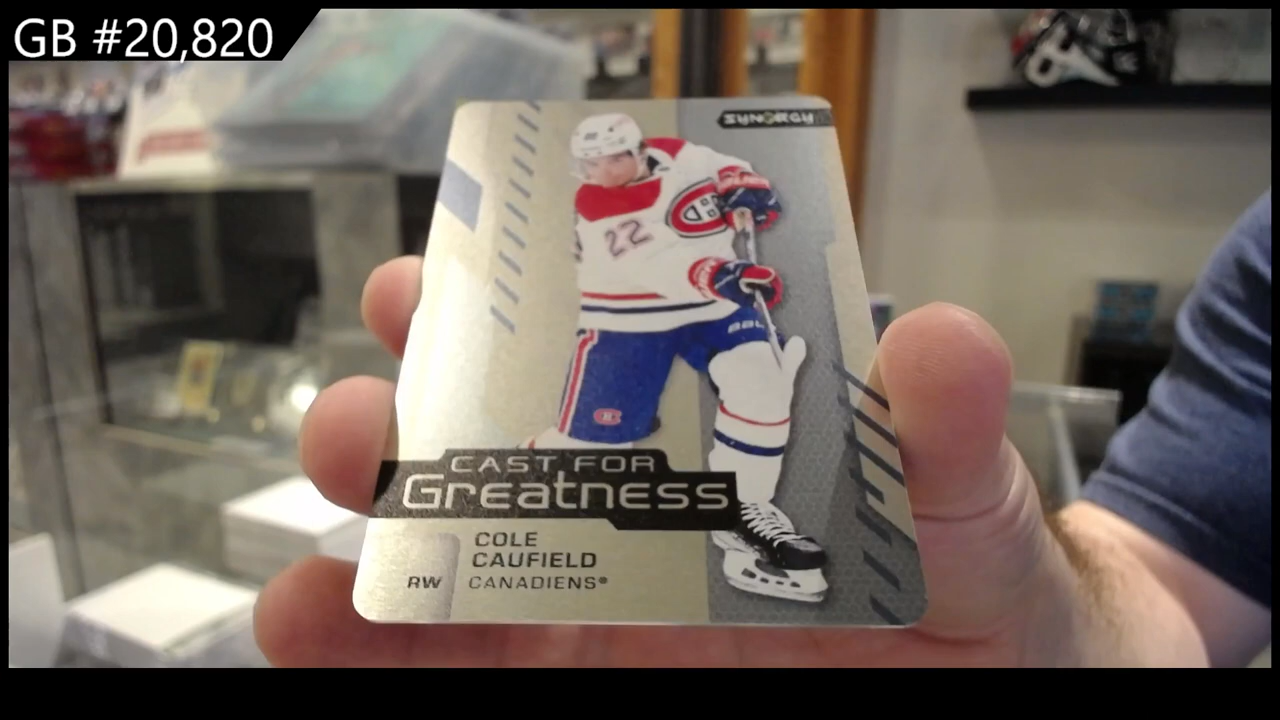 GB #20,820
SYNERGY
22
CAST FOR
Greatness
COLE
CAUFIELD
RW CANADIENS®